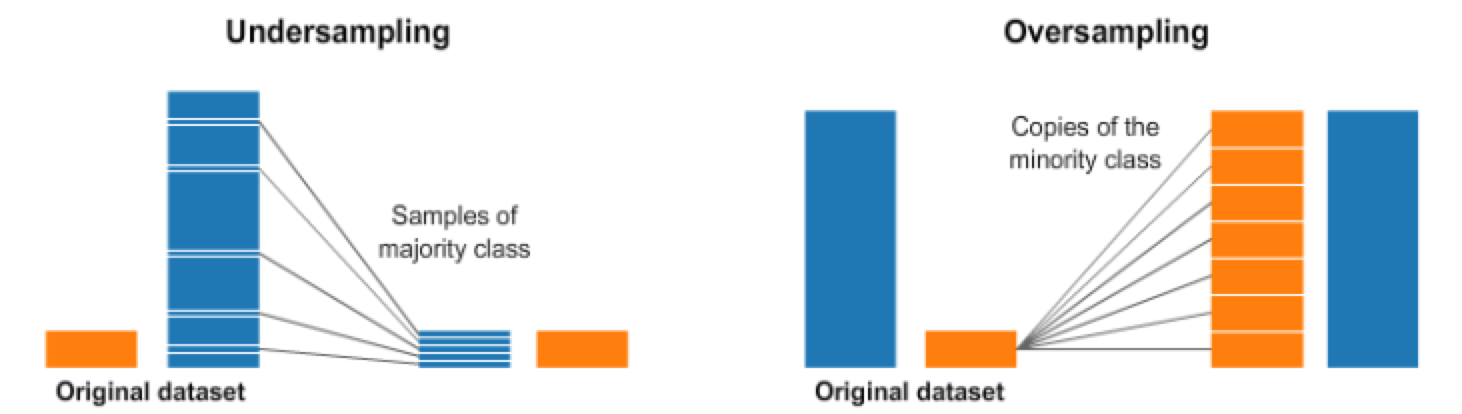 Undersampling
Samples of
majority class
Original dataset
Oversampling
Copies of the
minority class
Original dataset